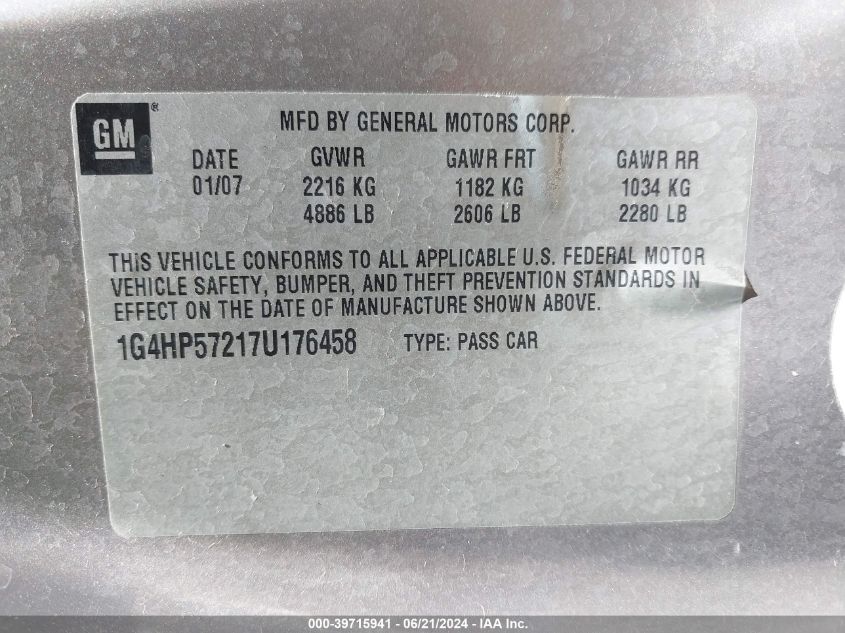 GM®
MFD BY GENERAL MOTORS CORP.
DATE GVWR GAWR FRT GAWR RR
01/07 2216 KG 1182 KG 1034 KG
4886 LB 2606 LB 2280 LB
THIS VEHICLE CONFORMS TO ALL APPLICABLE U.S. FEDERAL MOTOR
VEHICLE SAFETY, BUMPER, AND THEFT PREVENTION STANDARDS IN
EFFECT ON THE DATE OF MANUFACTURE SHOWN ABOVE.
1G4HP57217U176458 TYPE: PASS CAR
000-39715941 - 06/21/2024 - IAA Inc.